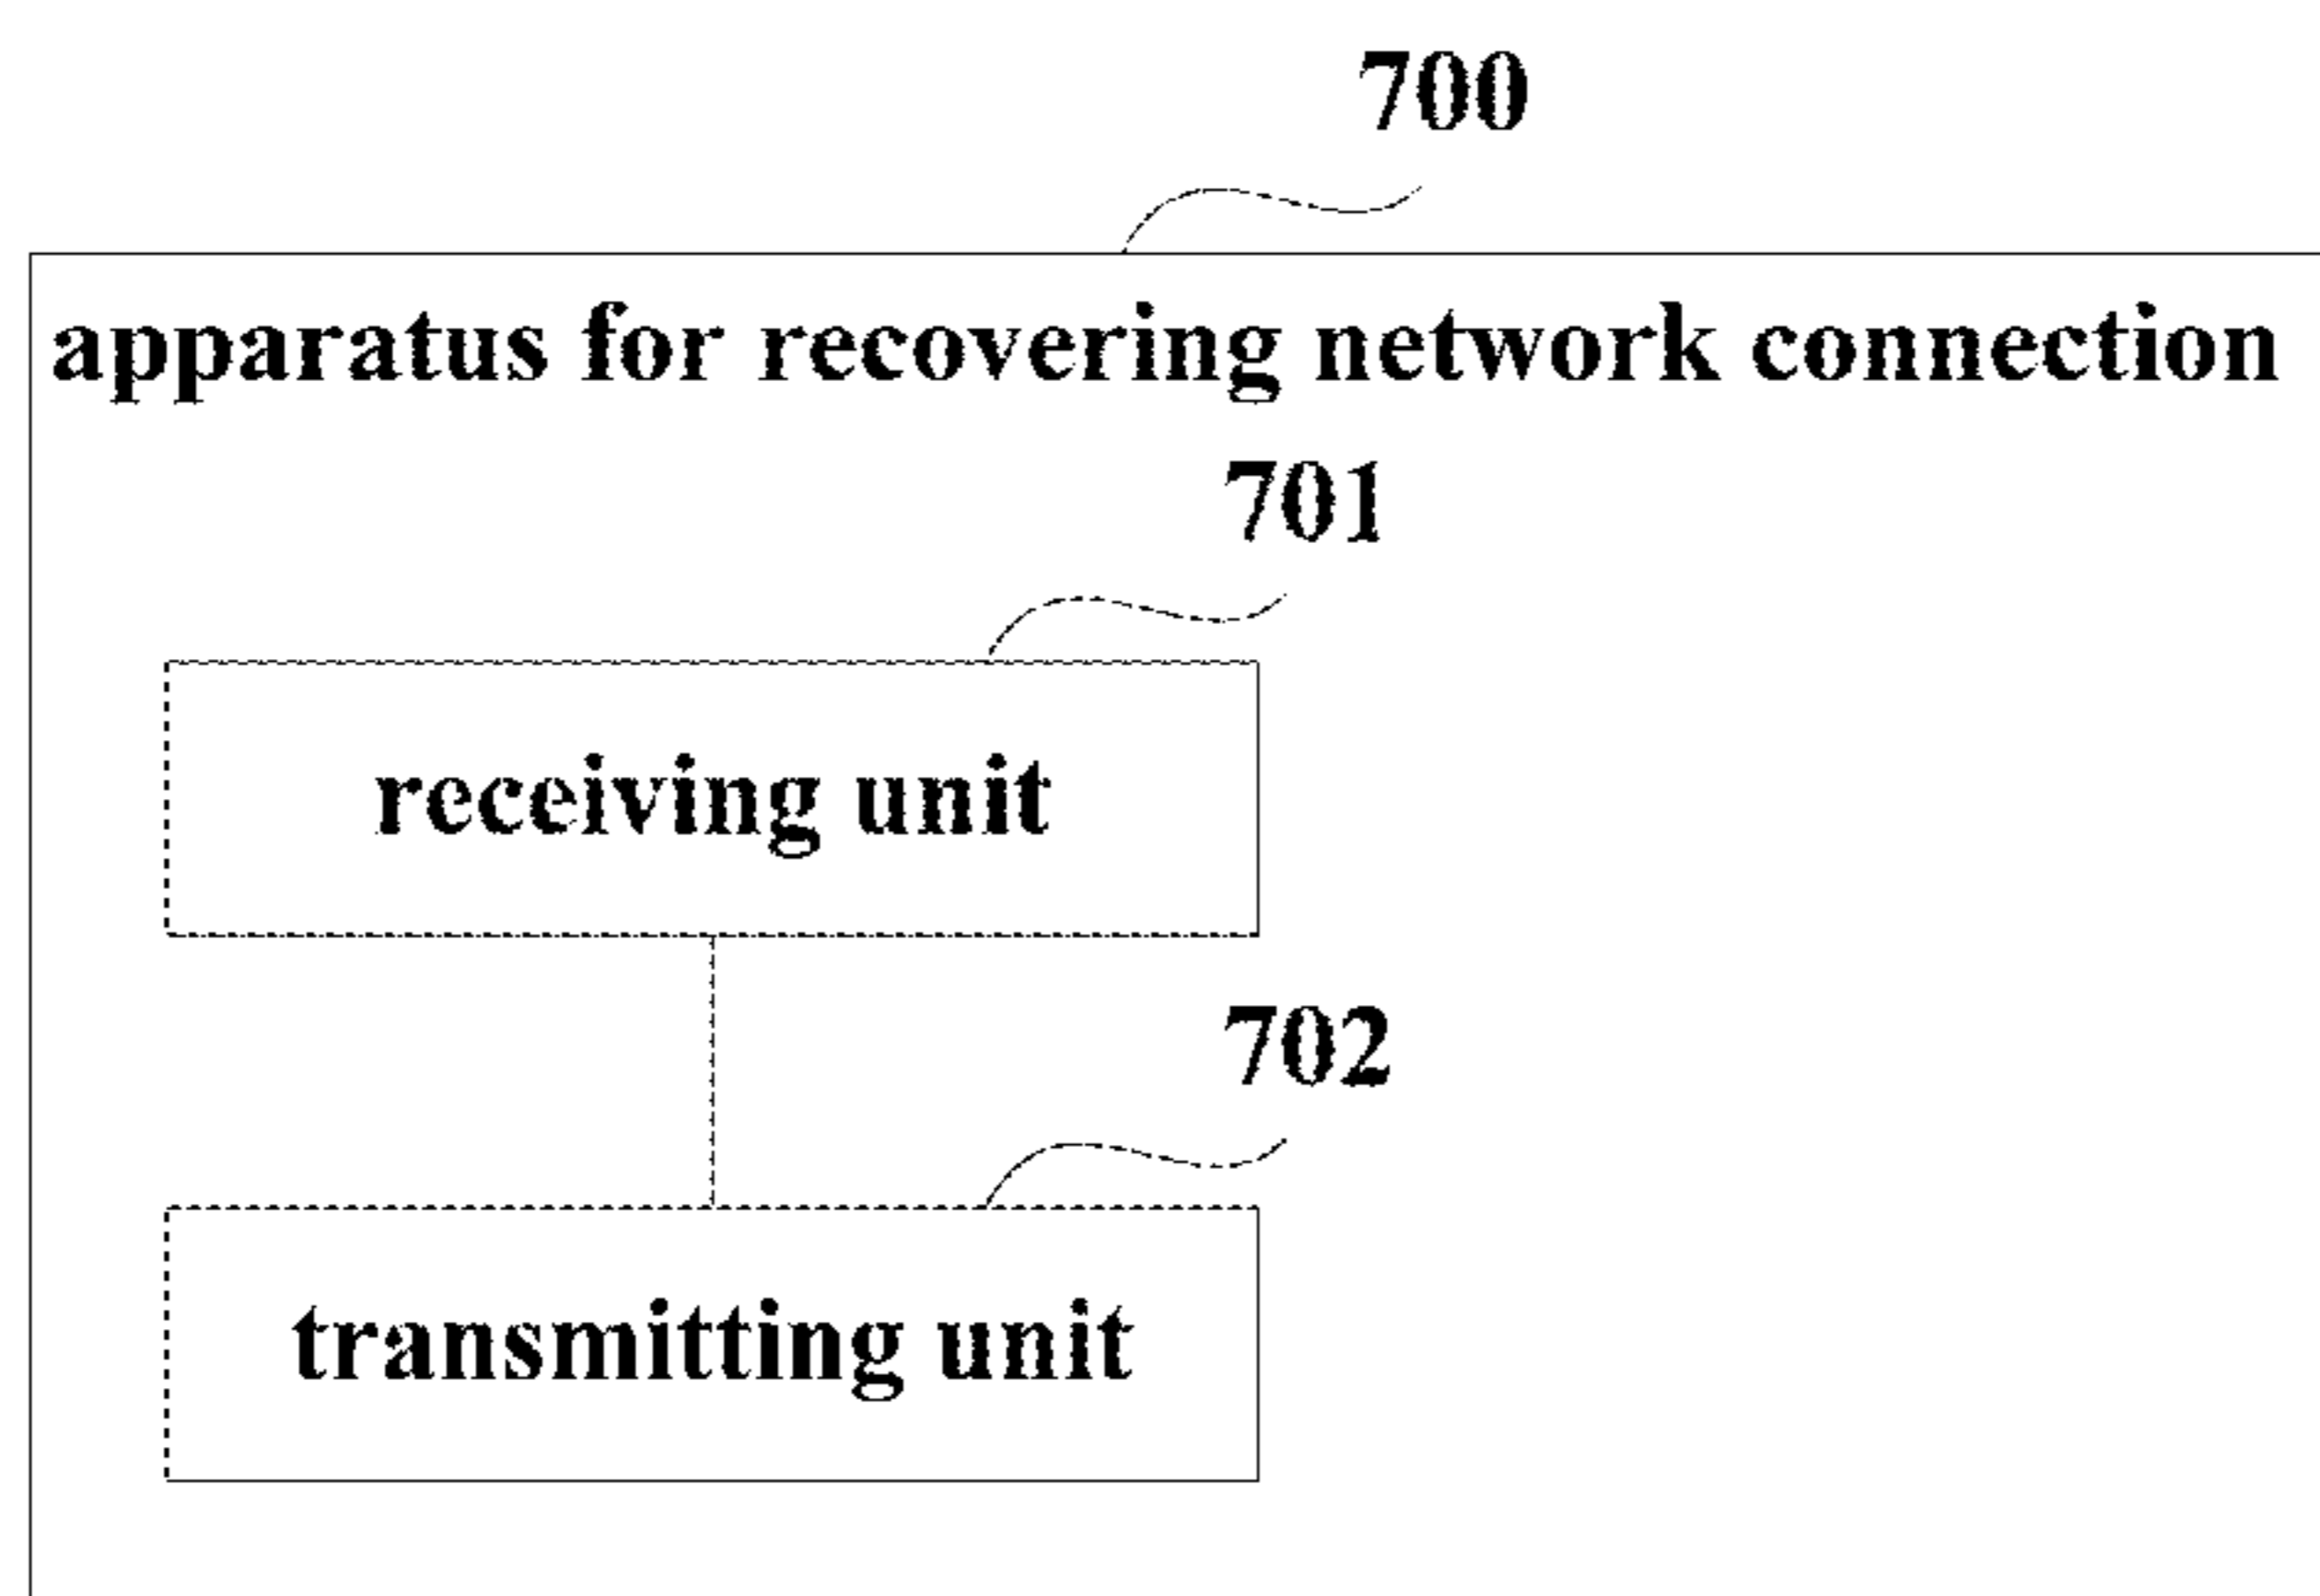 700
apparatus for recovering network connection
701
receiving unit
702
transmitting unit